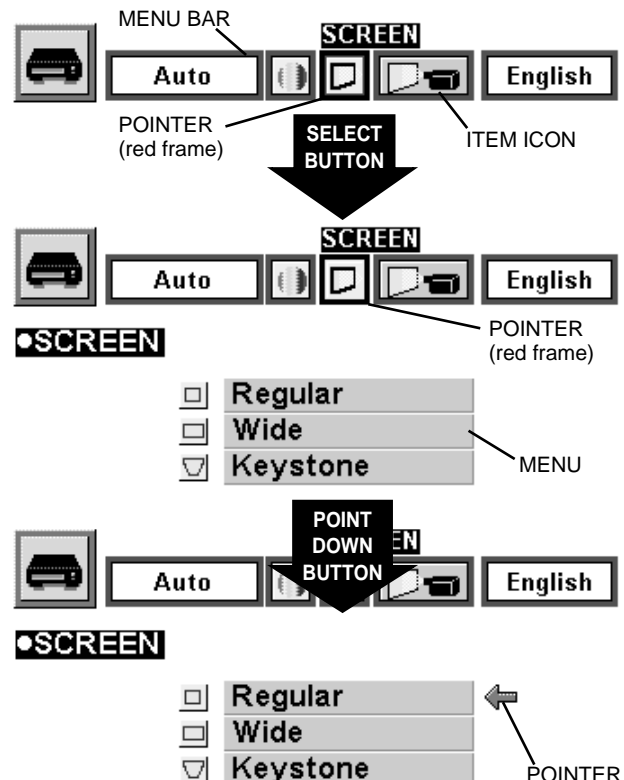 MENU BAR
SCREEN
Auto
English
POINTER
(red frame)
SELECT
BUTTON
ITEM ICON
SCREEN
Auto
English
POINTER
(red frame)
●SCREEN
Regular
Wide
Keystone
MENU
POINT
DOWN
BUTTON
EN
Auto
English
●SCREEN
Regular
Wide
Keystone
POINTER